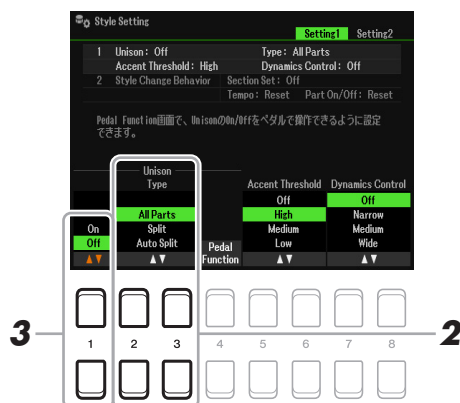 Style Setting
Setting1 Setting2
1 Unison: Off Type: All Parts
Accent Threshold: High Dynamics Control: Off
2 Style Change Behavior Section Set: Off
Tempo: Reset Part On/Off: Reset
Pedal Function画面で、UnisonのOn/Offをペダルで操作できるように設定
できます。
Unison
Type Accent Threshold Dynamics Control
Off Off
All Parts High Narrow
On Split Medium Medium
Off Auto Split Pedal Low Wide
Function
3 2
1 2 3 4 5 6 7 8